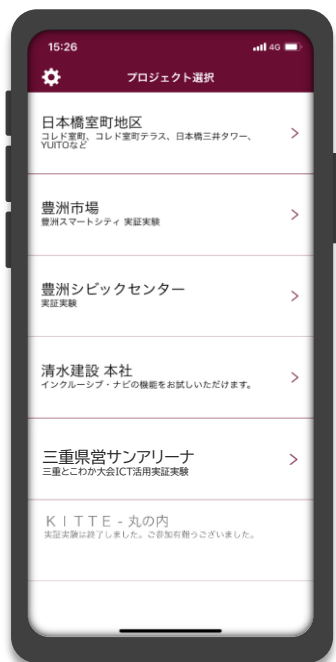 15:26
4G
プロジェクト選択
日本橋室町地区
コレド室町、コレド室町テラス、日本橋三井タワー、
YUITOなど
豊洲市場
豊洲スマートシティ 実証実験
豊洲シビックセンター
実証実験
清水建設 本社
インクルーシブ・ナビの機能をお試しいただけます。
三重県営サンアリーナ
三重とこわか大会ICT活用実証実験
KITTE - 丸の内
実証実験は終了しました。ご参加有難うございました。